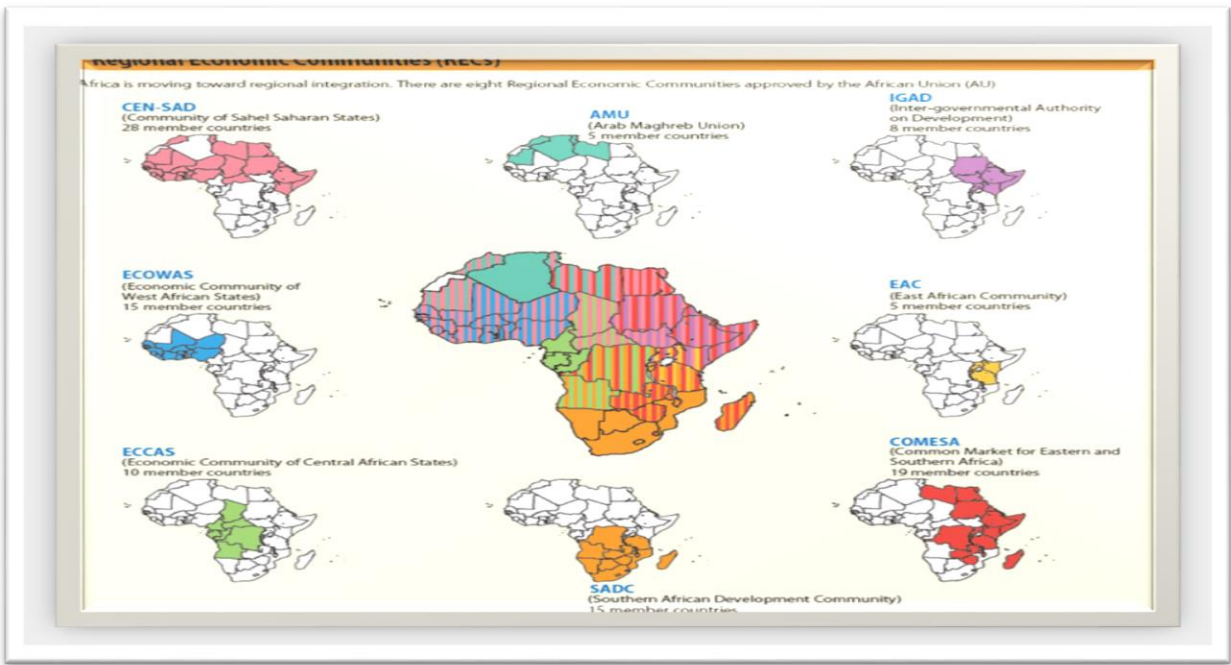 Regional Economic Communities (RECs)
Africa is moving toward regional integration. There are eight Regional Economic Communities approved by the African Union (AU)
CEN-SAD
(Community of Sahel Saharan States)
28 member countries
AMU
(Arab Maghreb Union)
5 member countries
IGAD
(Inter-governmental Authority
on Development)
8 member countries
ECOWAS
(Economic Community of
West African States)
15 member countries
EAC
(East African Community)
5 member countries
ECCAS
(Economic Community of Central African States)
10 member countries
COMESA
(Common Market for Eastern and
Southern Africa)
19 member countries
SADC
(Southern African Development Community)
15 member countries